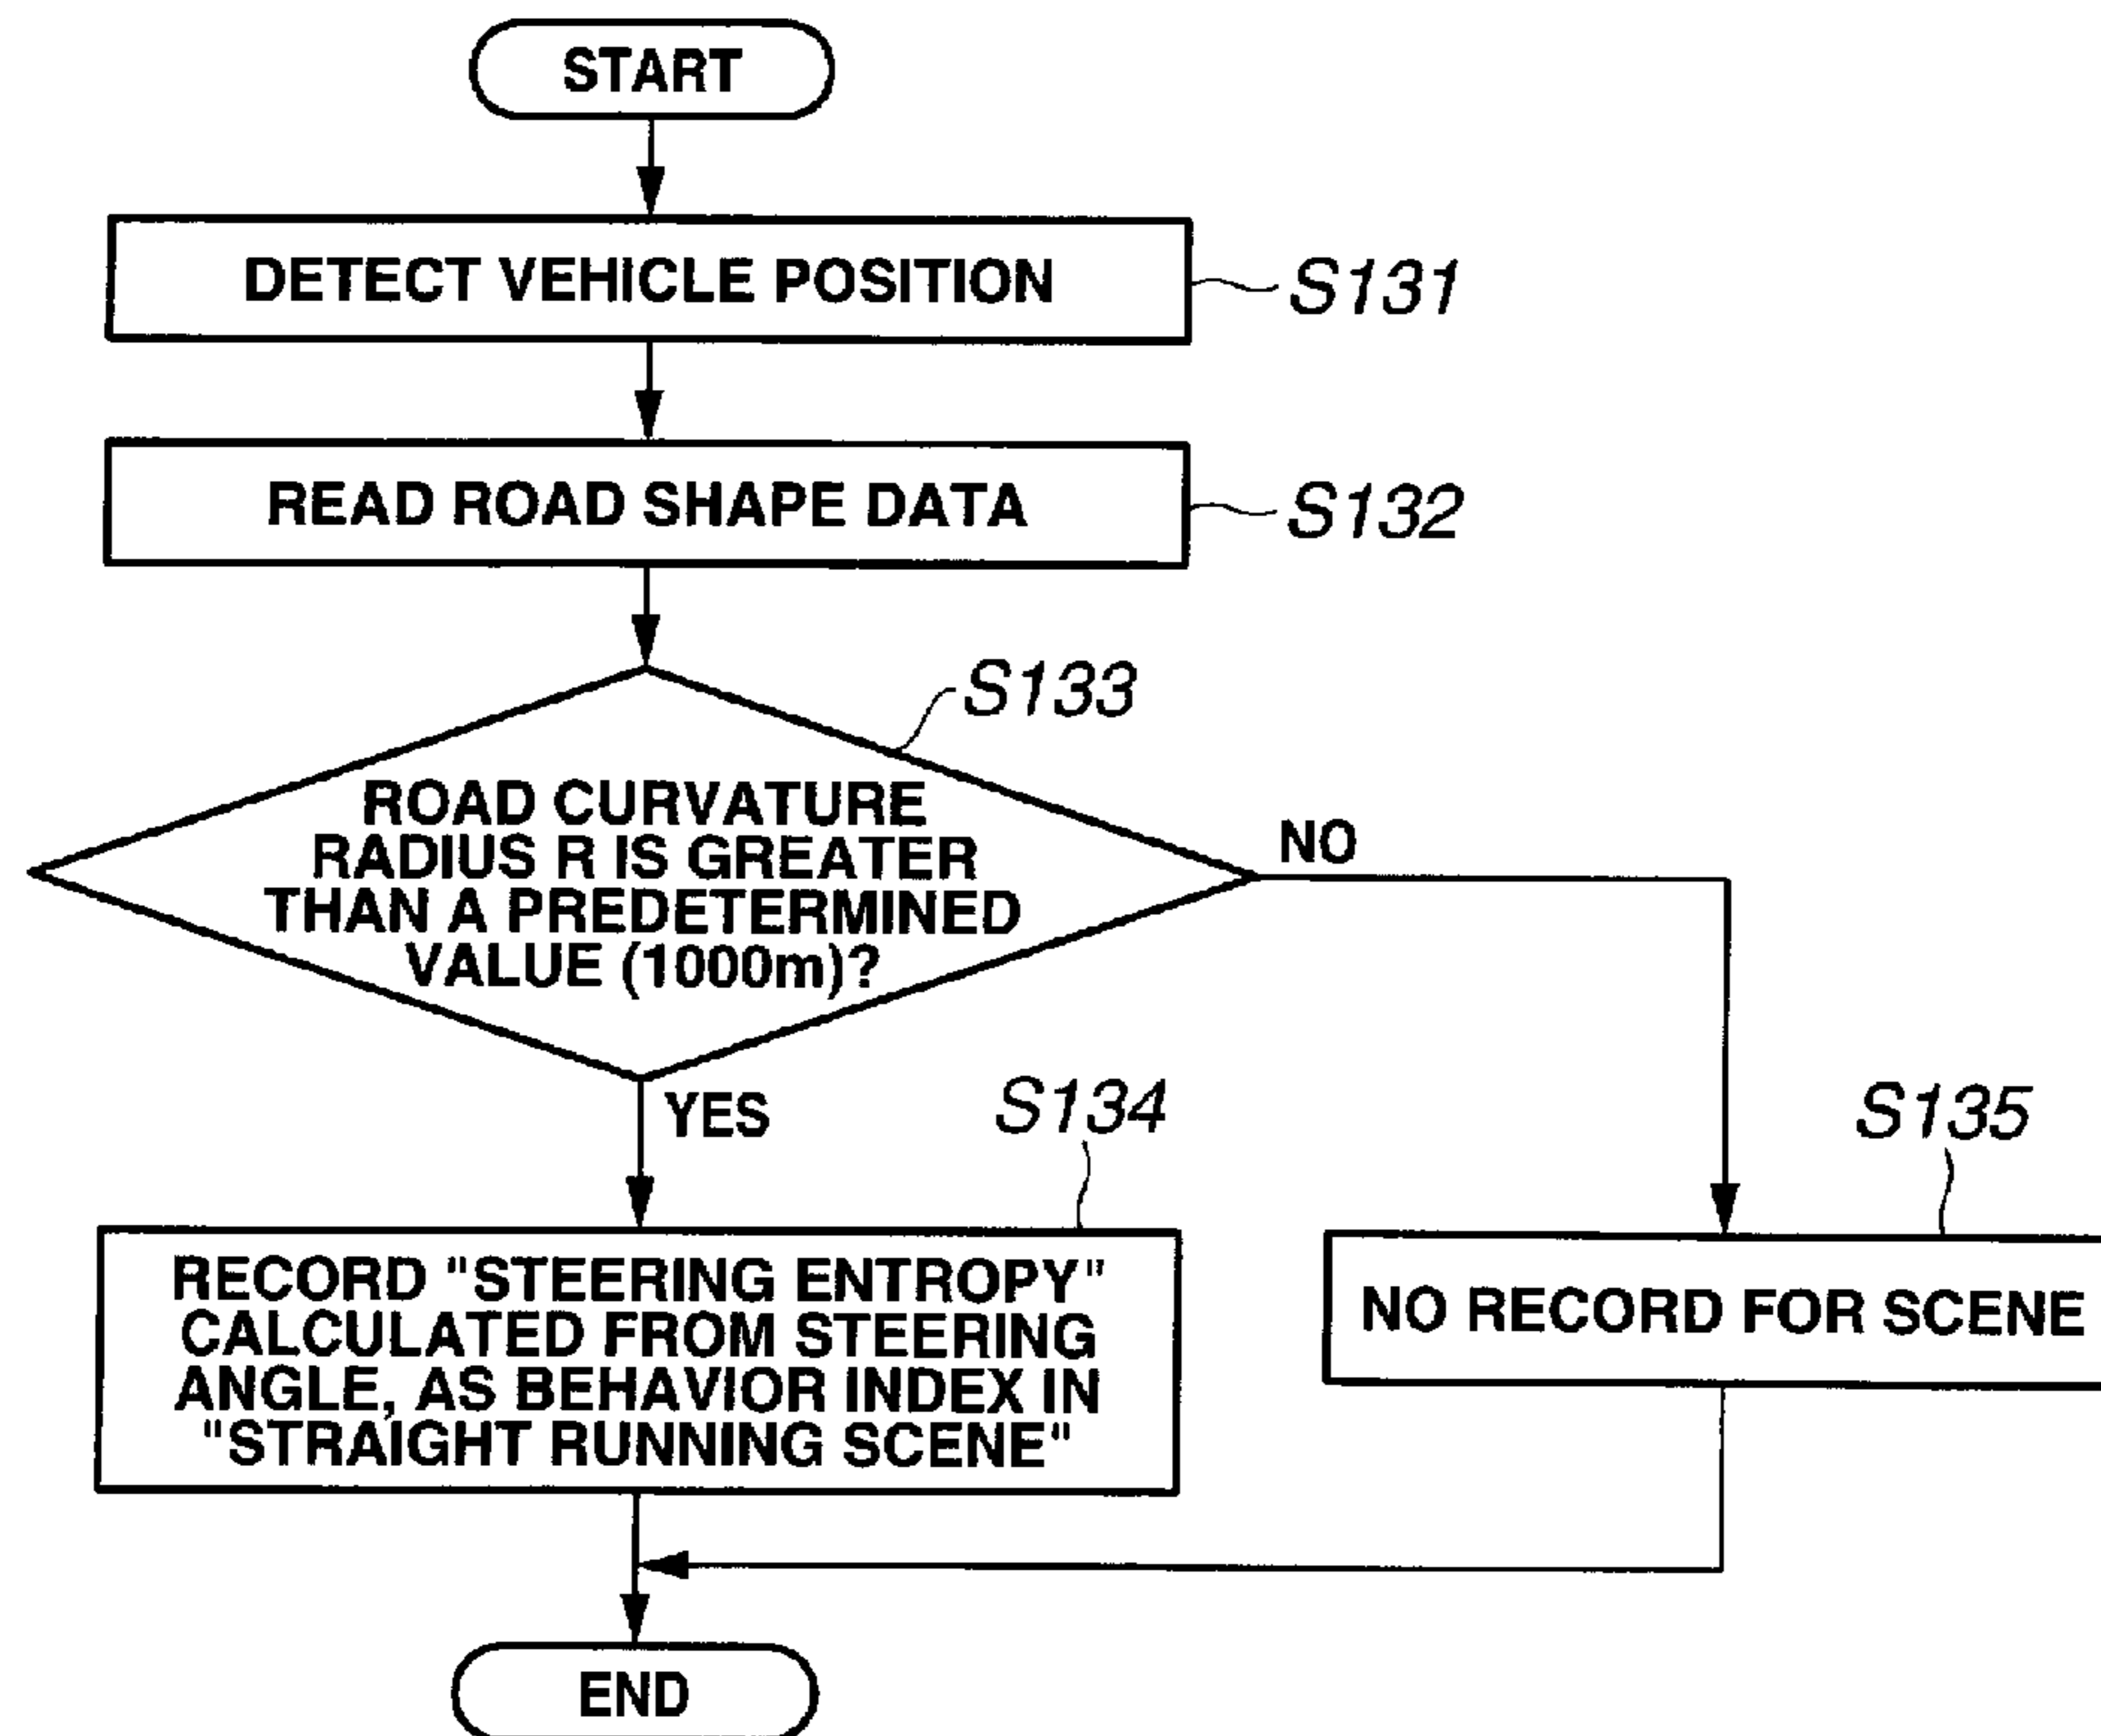 START
DETECT VEHICLE POSITION
S131
READ ROAD SHAPE DATA
S132
S133
ROAD CURVATURE
RADIUS R IS GREATER
THAN A PREDETERMINED
VALUE (1000m)?
NO
YES
S134
S135
RECORD "STEERING ENTROPY"
CALCULATED FROM STEERING
ANGLE, AS BEHAVIOR INDEX IN
"STRAIGHT RUNNING SCENE"
NO RECORD FOR SCENE
END